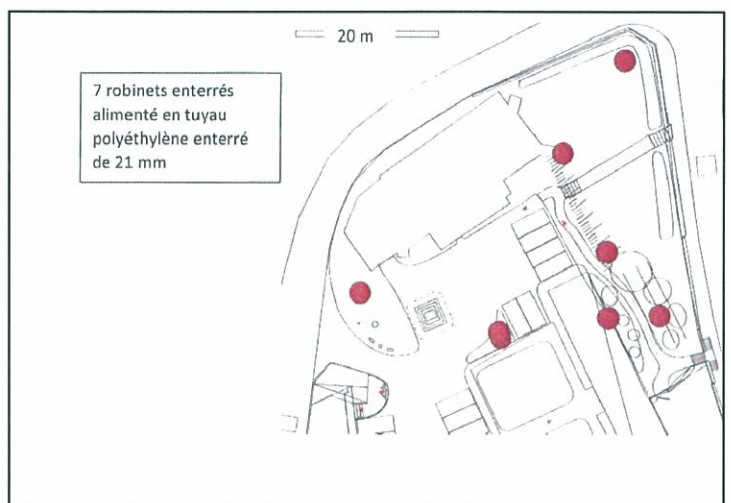 20 m
7 robinets enterrés
alimenté en tuyau
polyéthylène enterré
de 21 mm